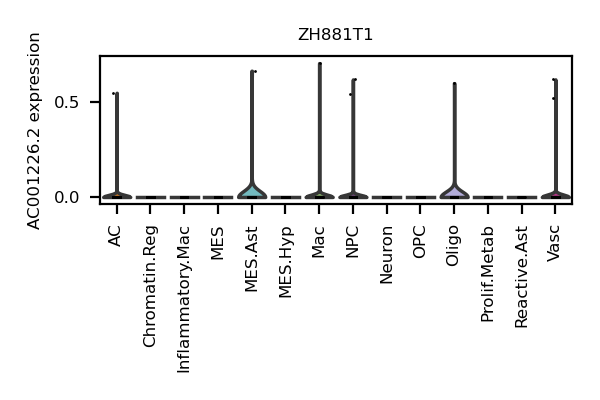 ZH881T1
AC001226.2 expression
0.5
0.0
AC
Chromatin.Reg
Inflammatory.Mac
MES
MES.Ast
MES.Hyp
Mac
NPC
Neuron
OPC
Oligo
Prolif.Metab
Reactive.Ast
Vasc